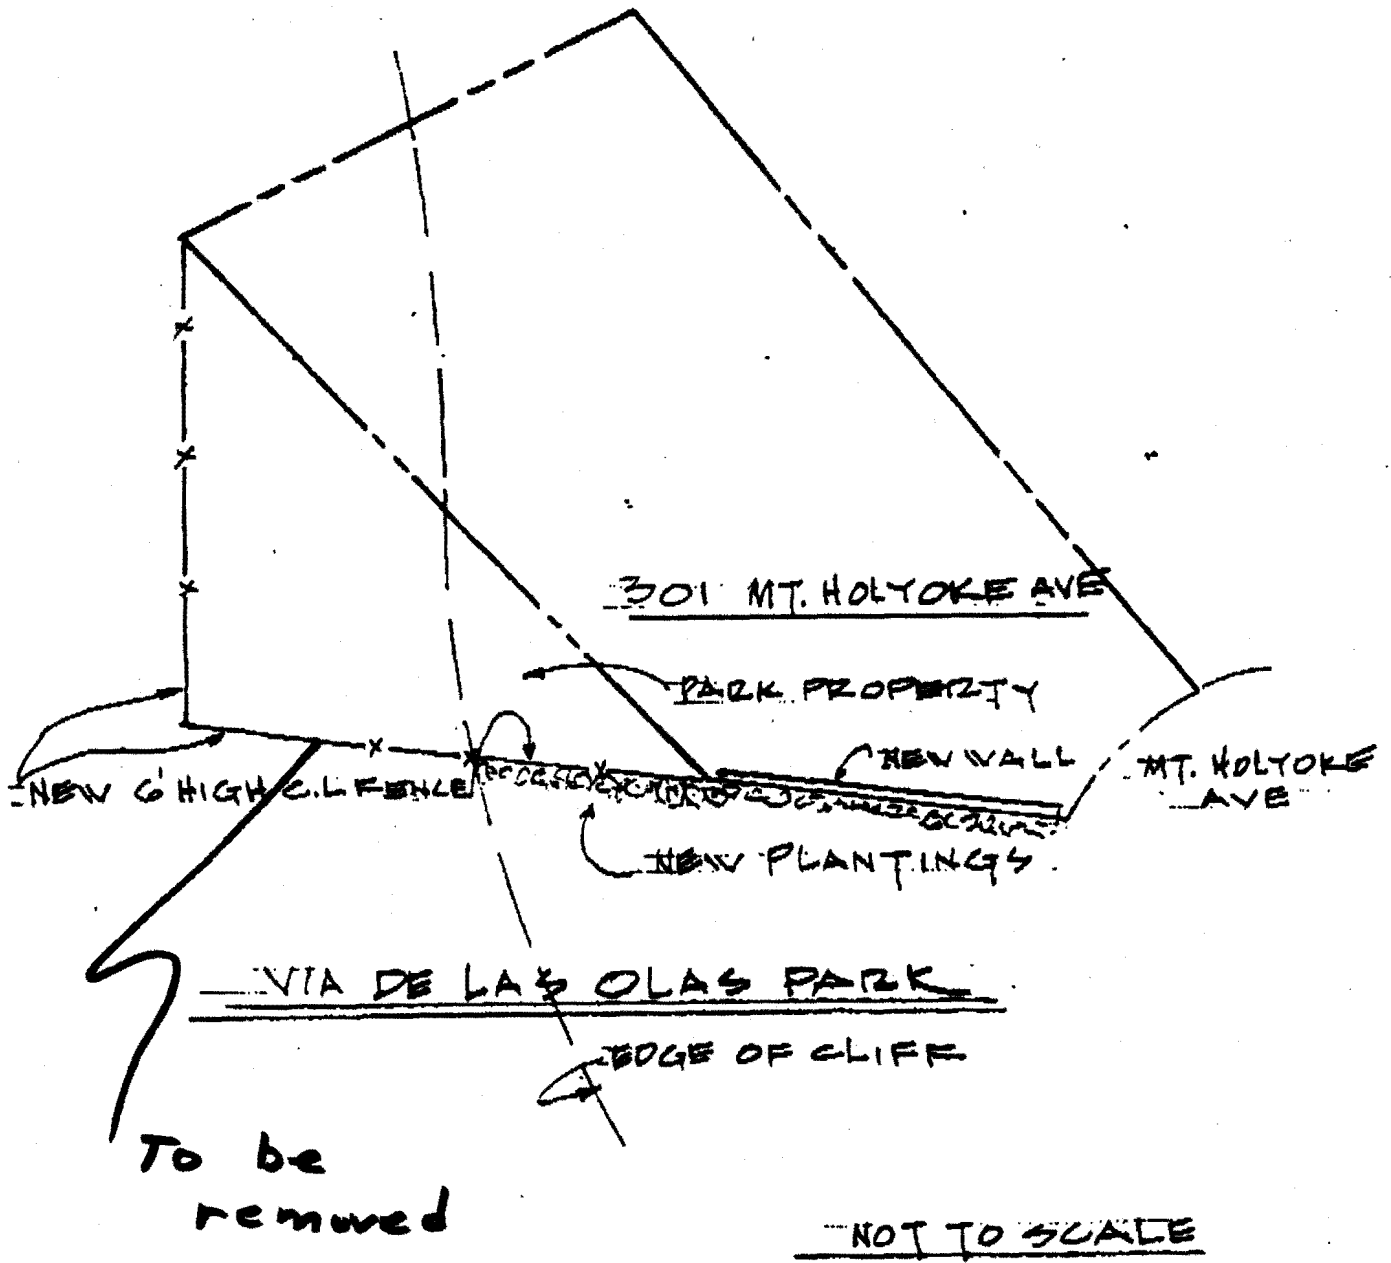 301 MT. HOLYOKE AVE
PARK PROPERTY
NEW WALL
MT. HOLYOKE
AVE
NEW 6' HIGH C.L FENCE
NEW PLANTINGS
VIA DE LAS OLAS PARK
EDGE OF CLIFF
To be
removed
NOT TO SCALE